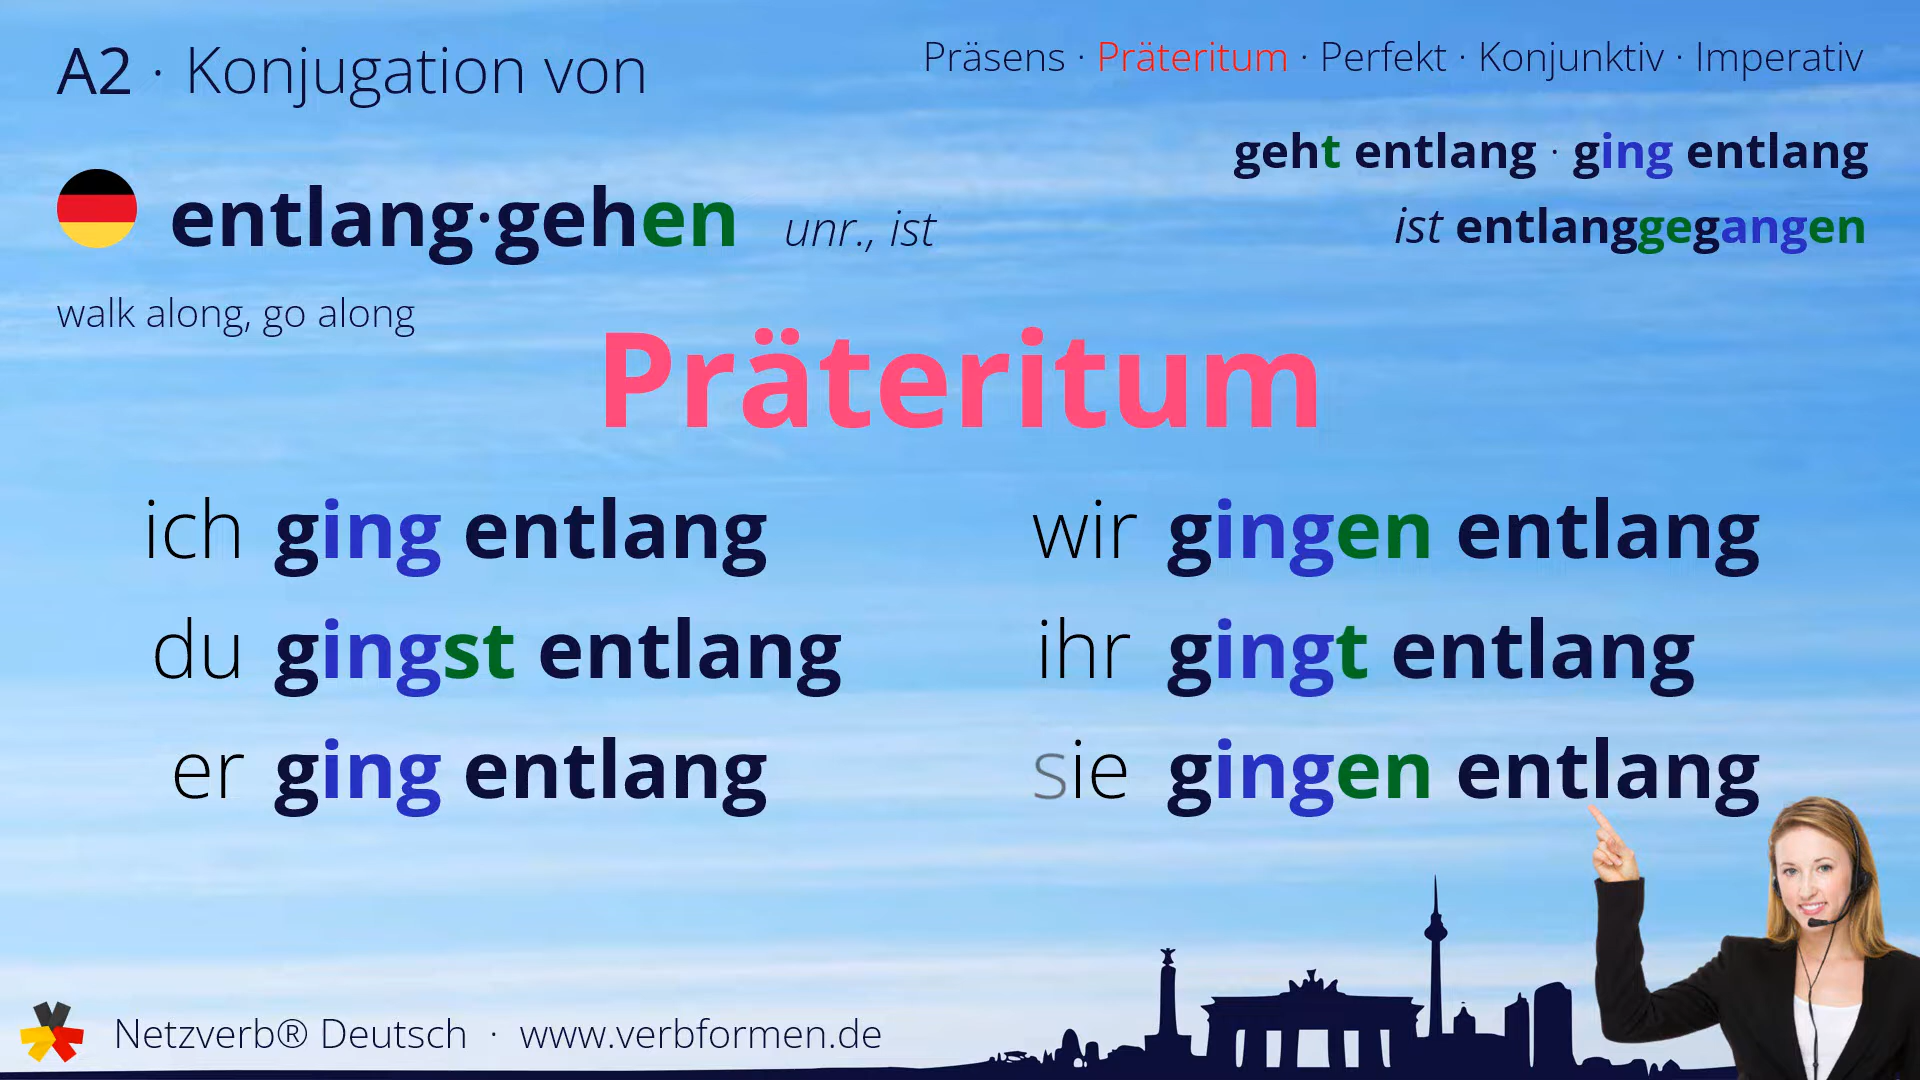 A2 · Konjugation von
Präsens · Präteritum · Perfekt · Konjunktiv · Imperativ
entlang·gehen unr., ist
geht entlang · ging entlang
ist entlanggegangen
walk along, go along
Präteritum
ich ging entlang
du gingst entlang
er ging entlang
wir gingen entlang
ihr gingt entlang
sie gingen entlang
Netzverb® Deutsch · www.verbformen.de